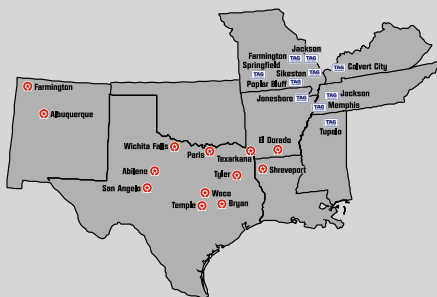 Farmington
Jackson
TAG TAG
Springfield
TAG
Sikeston
TAG
Calvert City
TAG
Poplar Bluff
TAG
Jonesboro
TAG
Jackson
TAG
Memphis
TAG
Tupelo
TAG
Farmington
Albuquerque
Wichita Falls
Paris
Texarkana
El Dorado
Abilene
Tyler
Shreveport
San Angelo
Waco
Temple
Bryan